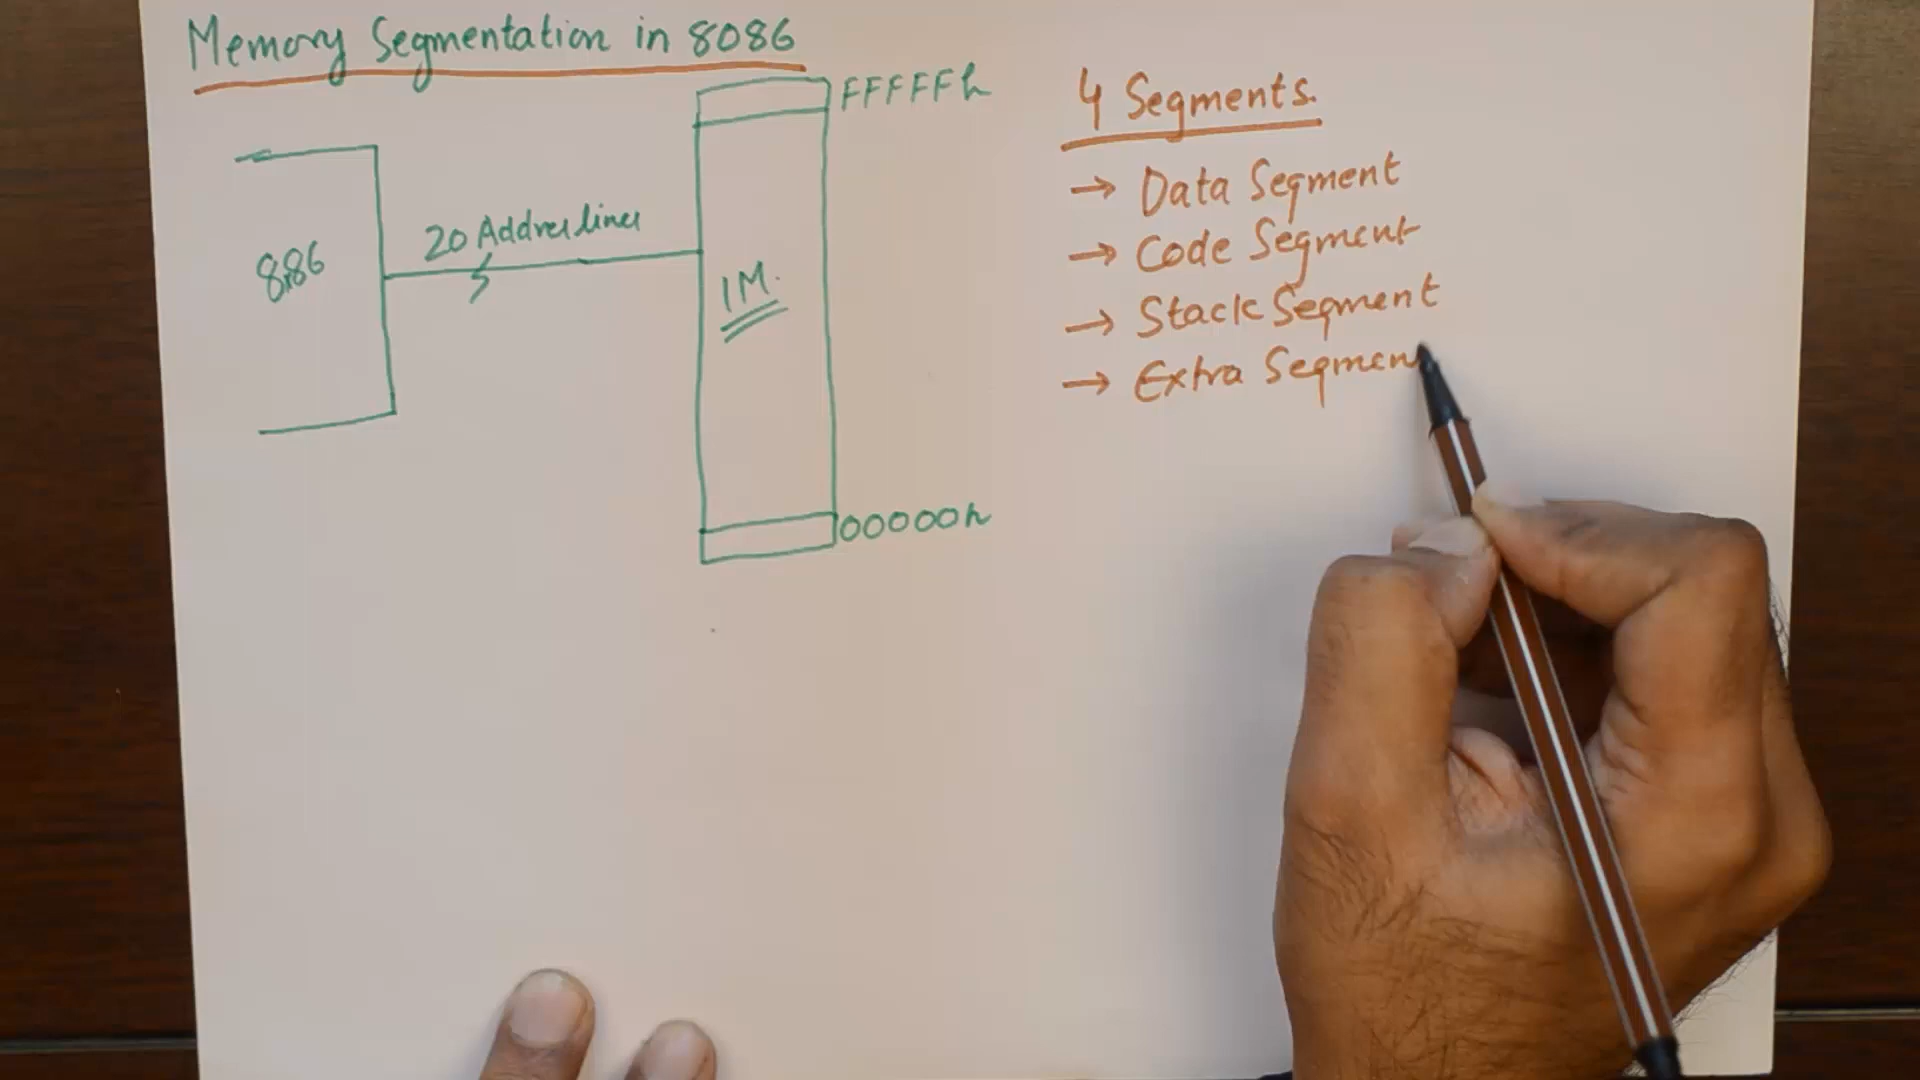 Memory Segmentation in 8086
FFFFFh
8086
20 Address lines
1M.
00000h
4 Segments.
→ Data Segment
→ Code Segment
→ Stack Segment
→ Extra Segmen